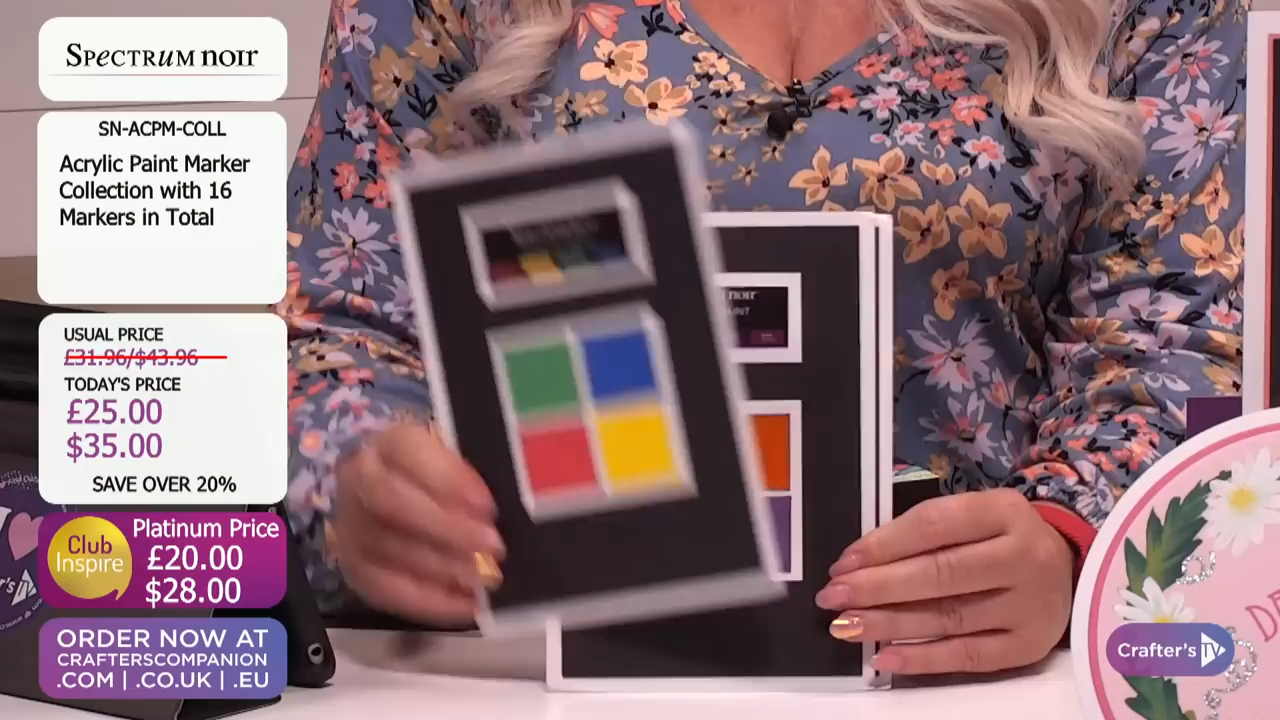 SPECTRUM NOIR
SN-ACPM-COLL
Acrylic Paint Marker
Collection with 16
Markers in Total
USUAL PRICE
£31.96/$43.96
TODAY'S PRICE
£25.00
$35.00
SAVE OVER 20%
Club
Inspire
Platinum Price
£20.00
$28.00
ORDER NOW AT
CRAFTERSCOMPANION
.COM | .CO.UK | .EU
noir
Crafter's TV